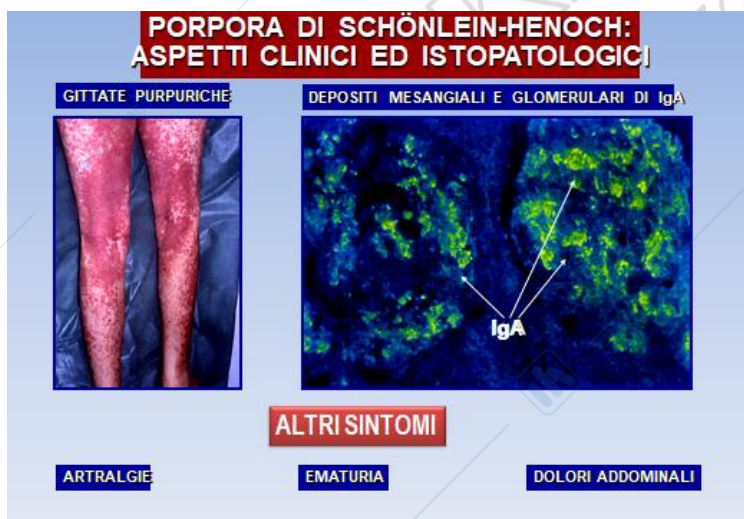 PORPORA DI SCHÖNLEIN-HENOCH:
ASPETTI CLINICI ED ISTOPATOLOGICI
GITTATE PURPURICHE
DEPOSITI MESANGIALI E GLOMERULARI DI IgA
IgA
ALTRI SINTOMI
ARTRALGIE
EMATURIA
DOLORI ADDOMINALI